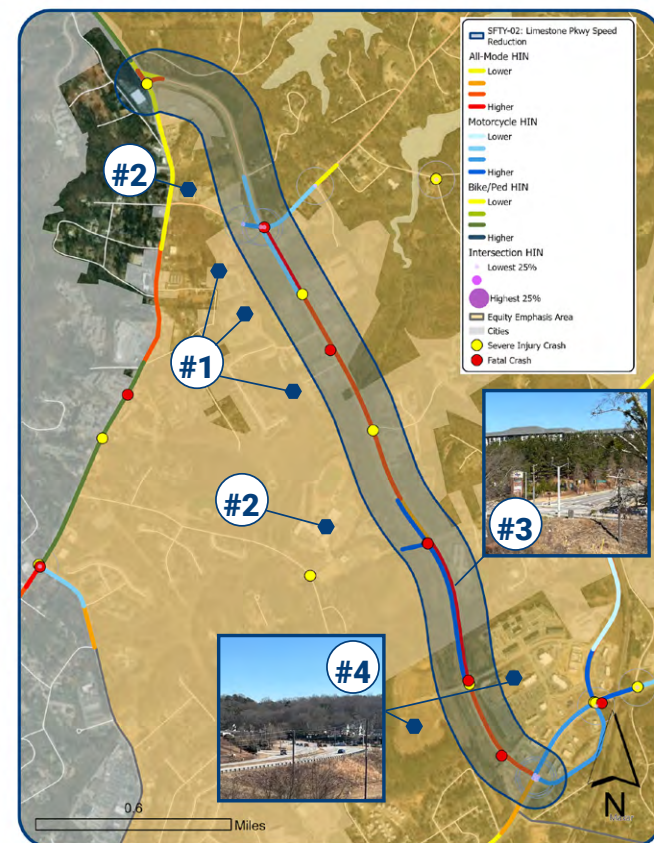 SFTY-02: Limestone Pkwy Speed
Reduction
All-Mode HIN
Lower
Higher
Motorcycle HIN
Lower
Higher
Bike/Ped HIN
Lower
Higher
Intersection HIN
Lowest 25%
Highest 25%
Equity Emphasis Area
Cities
Severe Injury Crash
Fatal Crash
#2
#1
#2
#3
#4
0.6
Miles
N